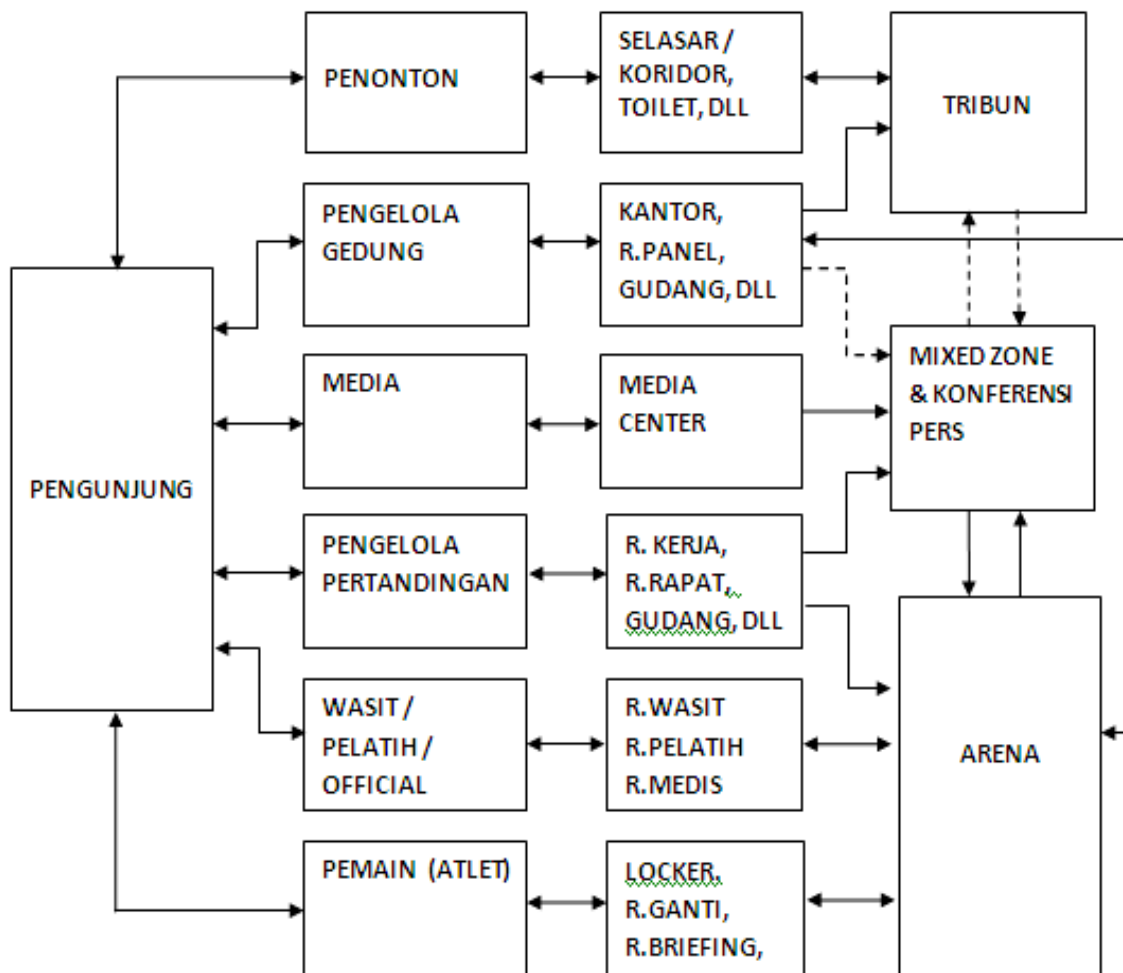 PENONTON
SELASAR /
KORIDOR,
TOILET, DLL
TRIBUN
PENGELOLA
GEDUNG
KANTOR,
R.PANEL,
GUDANG, DLL
MEDIA
MEDIA
CENTER
MIXED ZONE
& KONFERENSI
PERS
PENGUNJUNG
PENGELOLA
PERTANDINGAN
R. KERJA,
R.RAPAT,
GUDANG, DLL
WASIT /
PELATIH /
OFFICIAL
R.WASIT
R.PELATIH
R.MEDIS
ARENA
PEMAIN (ATLET)
LOCKER,
R.GANTI,
R.BRIEFING,